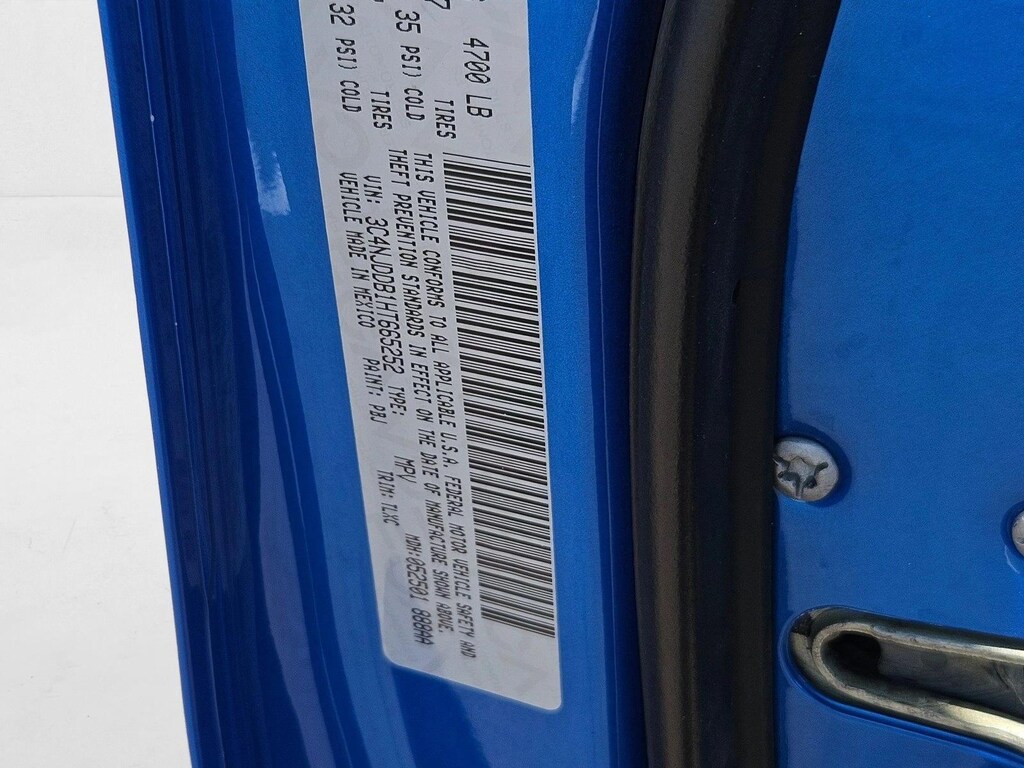 4700 LB
TIRES
35 PSI) COLD
TIRES
32 PSI) COLD
THIS VEHICLE CONFORMS TO ALL APPLICABLE U.S.A. FEDERAL MOTOR VEHICLE SAFETY AND
THEFT PREVENTION STANDARDS IN EFFECT ON THE DATE OF MANUFACTURE SHOWN ABOVE.
VIN: 3C4NJDDB1HT665252 TYPE: MPV MDH:052501 888AA
VEHICLE MADE IN MEXICO PAINT: PBJ TRIM: TLXC